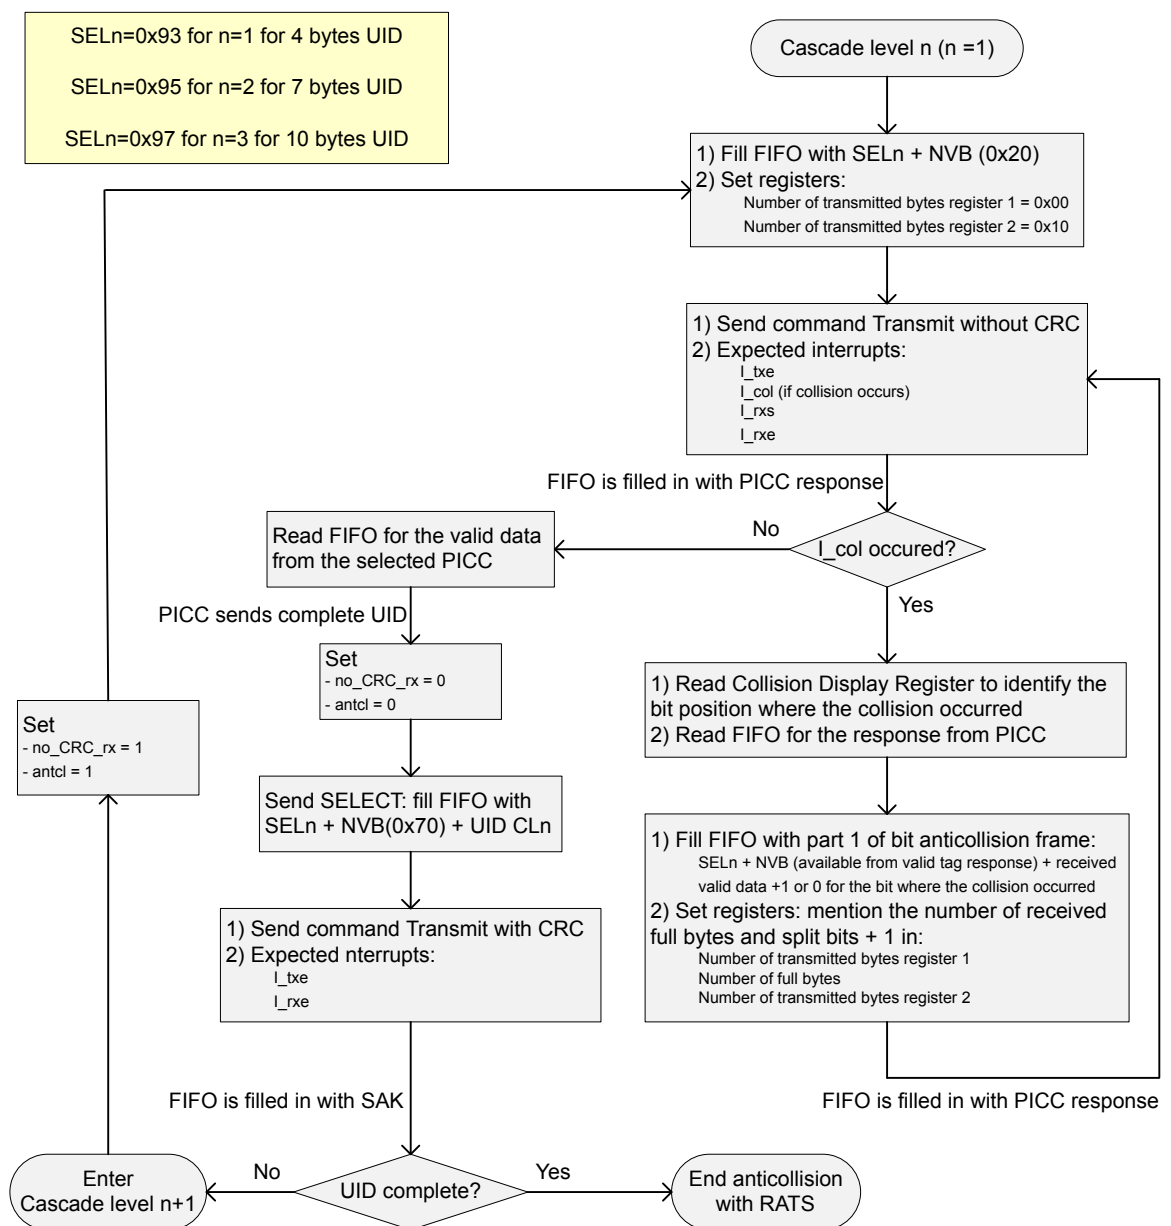 SELn=0x93 for n=1 for 4 bytes UID
SELn=0x95 for n=2 for 7 bytes UID
SELn=0x97 for n=3 for 10 bytes UID
Cascade level n (n =1)
1) Fill FIFO with SELn + NVB (0x20)
2) Set registers:
Number of transmitted bytes register 1 = 0x00
Number of transmitted bytes register 2 = 0x10
1) Send command Transmit without CRC
2) Expected interrupts:
I_txe
I_col (if collision occurs)
I_rxs
I_rxe
FIFO is filled in with PICC response
I_col occured?
No
Yes
Read FIFO for the valid data
from the selected PICC
PICC sends complete UID
Set
- no_CRC_rx = 0
- antcl = 0
Send SELECT: fill FIFO with
SELn + NVB(0x70) + UID CLn
1) Send command Transmit with CRC
2) Expected nterrupts:
I_txe
I_rxe
FIFO is filled in with SAK
1) Read Collision Display Register to identify the
bit position where the collision occurred
2) Read FIFO for the response from PICC
1) Fill FIFO with part 1 of bit anticollision frame:
SELn + NVB (available from valid tag response) + received
valid data +1 or 0 for the bit where the collision occurred
2) Set registers: mention the number of received
full bytes and split bits + 1 in:
Number of transmitted bytes register 1
Number of full bytes
Number of transmitted bytes register 2
FIFO is filled in with PICC response
UID complete?
Yes
End anticollision
with RATS
No
Enter
Cascade level n+1
Set
- no_CRC_rx = 1
- antcl = 1